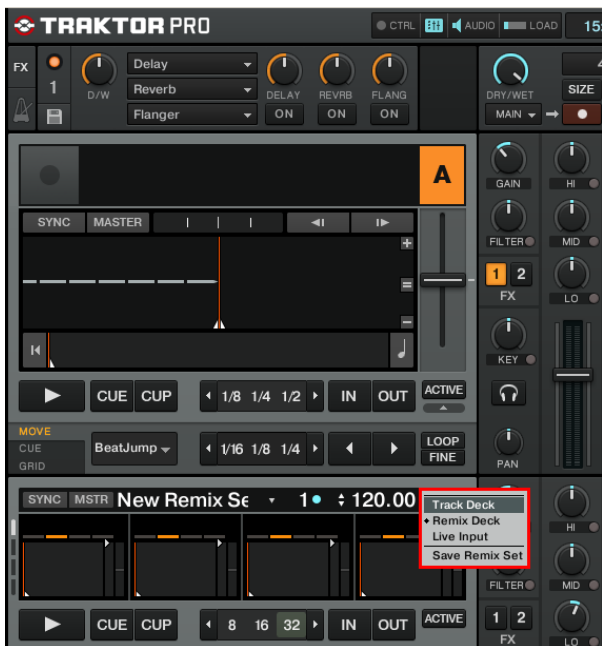 TRAKTOR PRO CTRL AUDIO LOAD 15
FX 1 D/W Delay DELAY REVRB FLANG DRY/WET 4
Reverb SIZE
Flanger ON ON ON MAIN
A
GAIN HI
SYNC MASTER
FILTER MID
1 2
FX LO
KEY
CUE CUP 1/8 1/4 1/2 IN OUT ACTIVE
MOVE
CUE BeatJump 1/16 1/8 1/4 LOOP
GRID FINE
PAN
SYNC MSTR New Remix Se 1 120.00
Track Deck
Remix Deck
Live Input
Save Remix Set
HI
FILTER MID
CUE CUP 8 16 32 IN OUT ACTIVE
1 2
FX LO